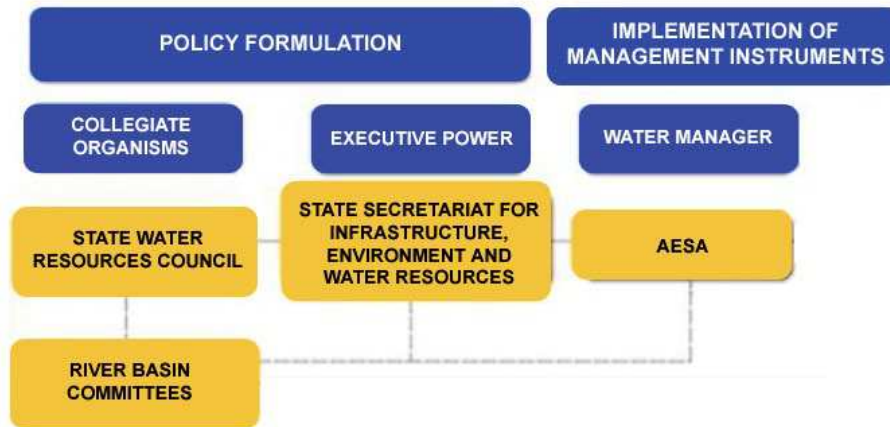 POLICY FORMULATION
IMPLEMENTATION OF
MANAGEMENT INSTRUMENTS
COLLEGIATE
ORGANISMS
EXECUTIVE POWER
WATER MANAGER
STATE WATER
RESOURCES COUNCIL
STATE SECRETARIAT FOR
INFRASTRUCTURE,
ENVIRONMENT AND
WATER RESOURCES
AESA
RIVER BASIN
COMMITTEES